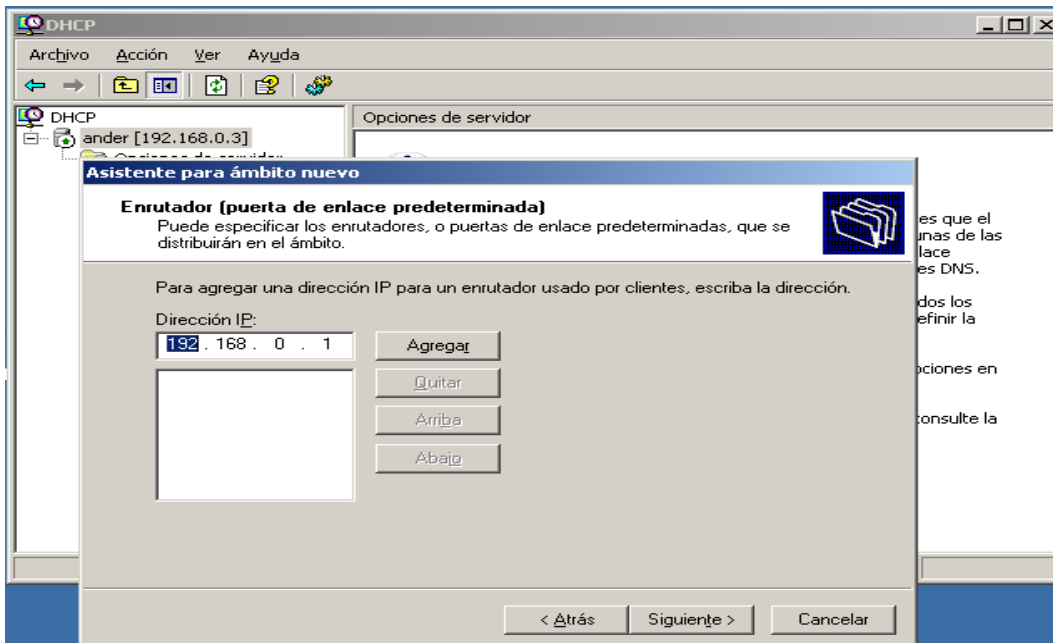 DHCP
Archivo Acción Ver Ayuda
DHCP
ander [192.168.0.3]
Opciones de servidor
Opciones de servidor
Asistente para ámbito nuevo
Enrutador (puerta de enlace predeterminada)
Puede especificar los enrutadores, o puertas de enlace predeterminadas, que se
distribuirán en el ámbito.
es que el
unas de las
lace
es DNS.
dos los
efinir la
pciones en
consulte la
Para agregar una dirección IP para un enrutador usado por clientes, escriba la dirección.
Dirección IP:
192 . 168 . 0 . 1
Agregar
Quitar
Arriba
Abajo
< Atrás
Siguiente >
Cancelar